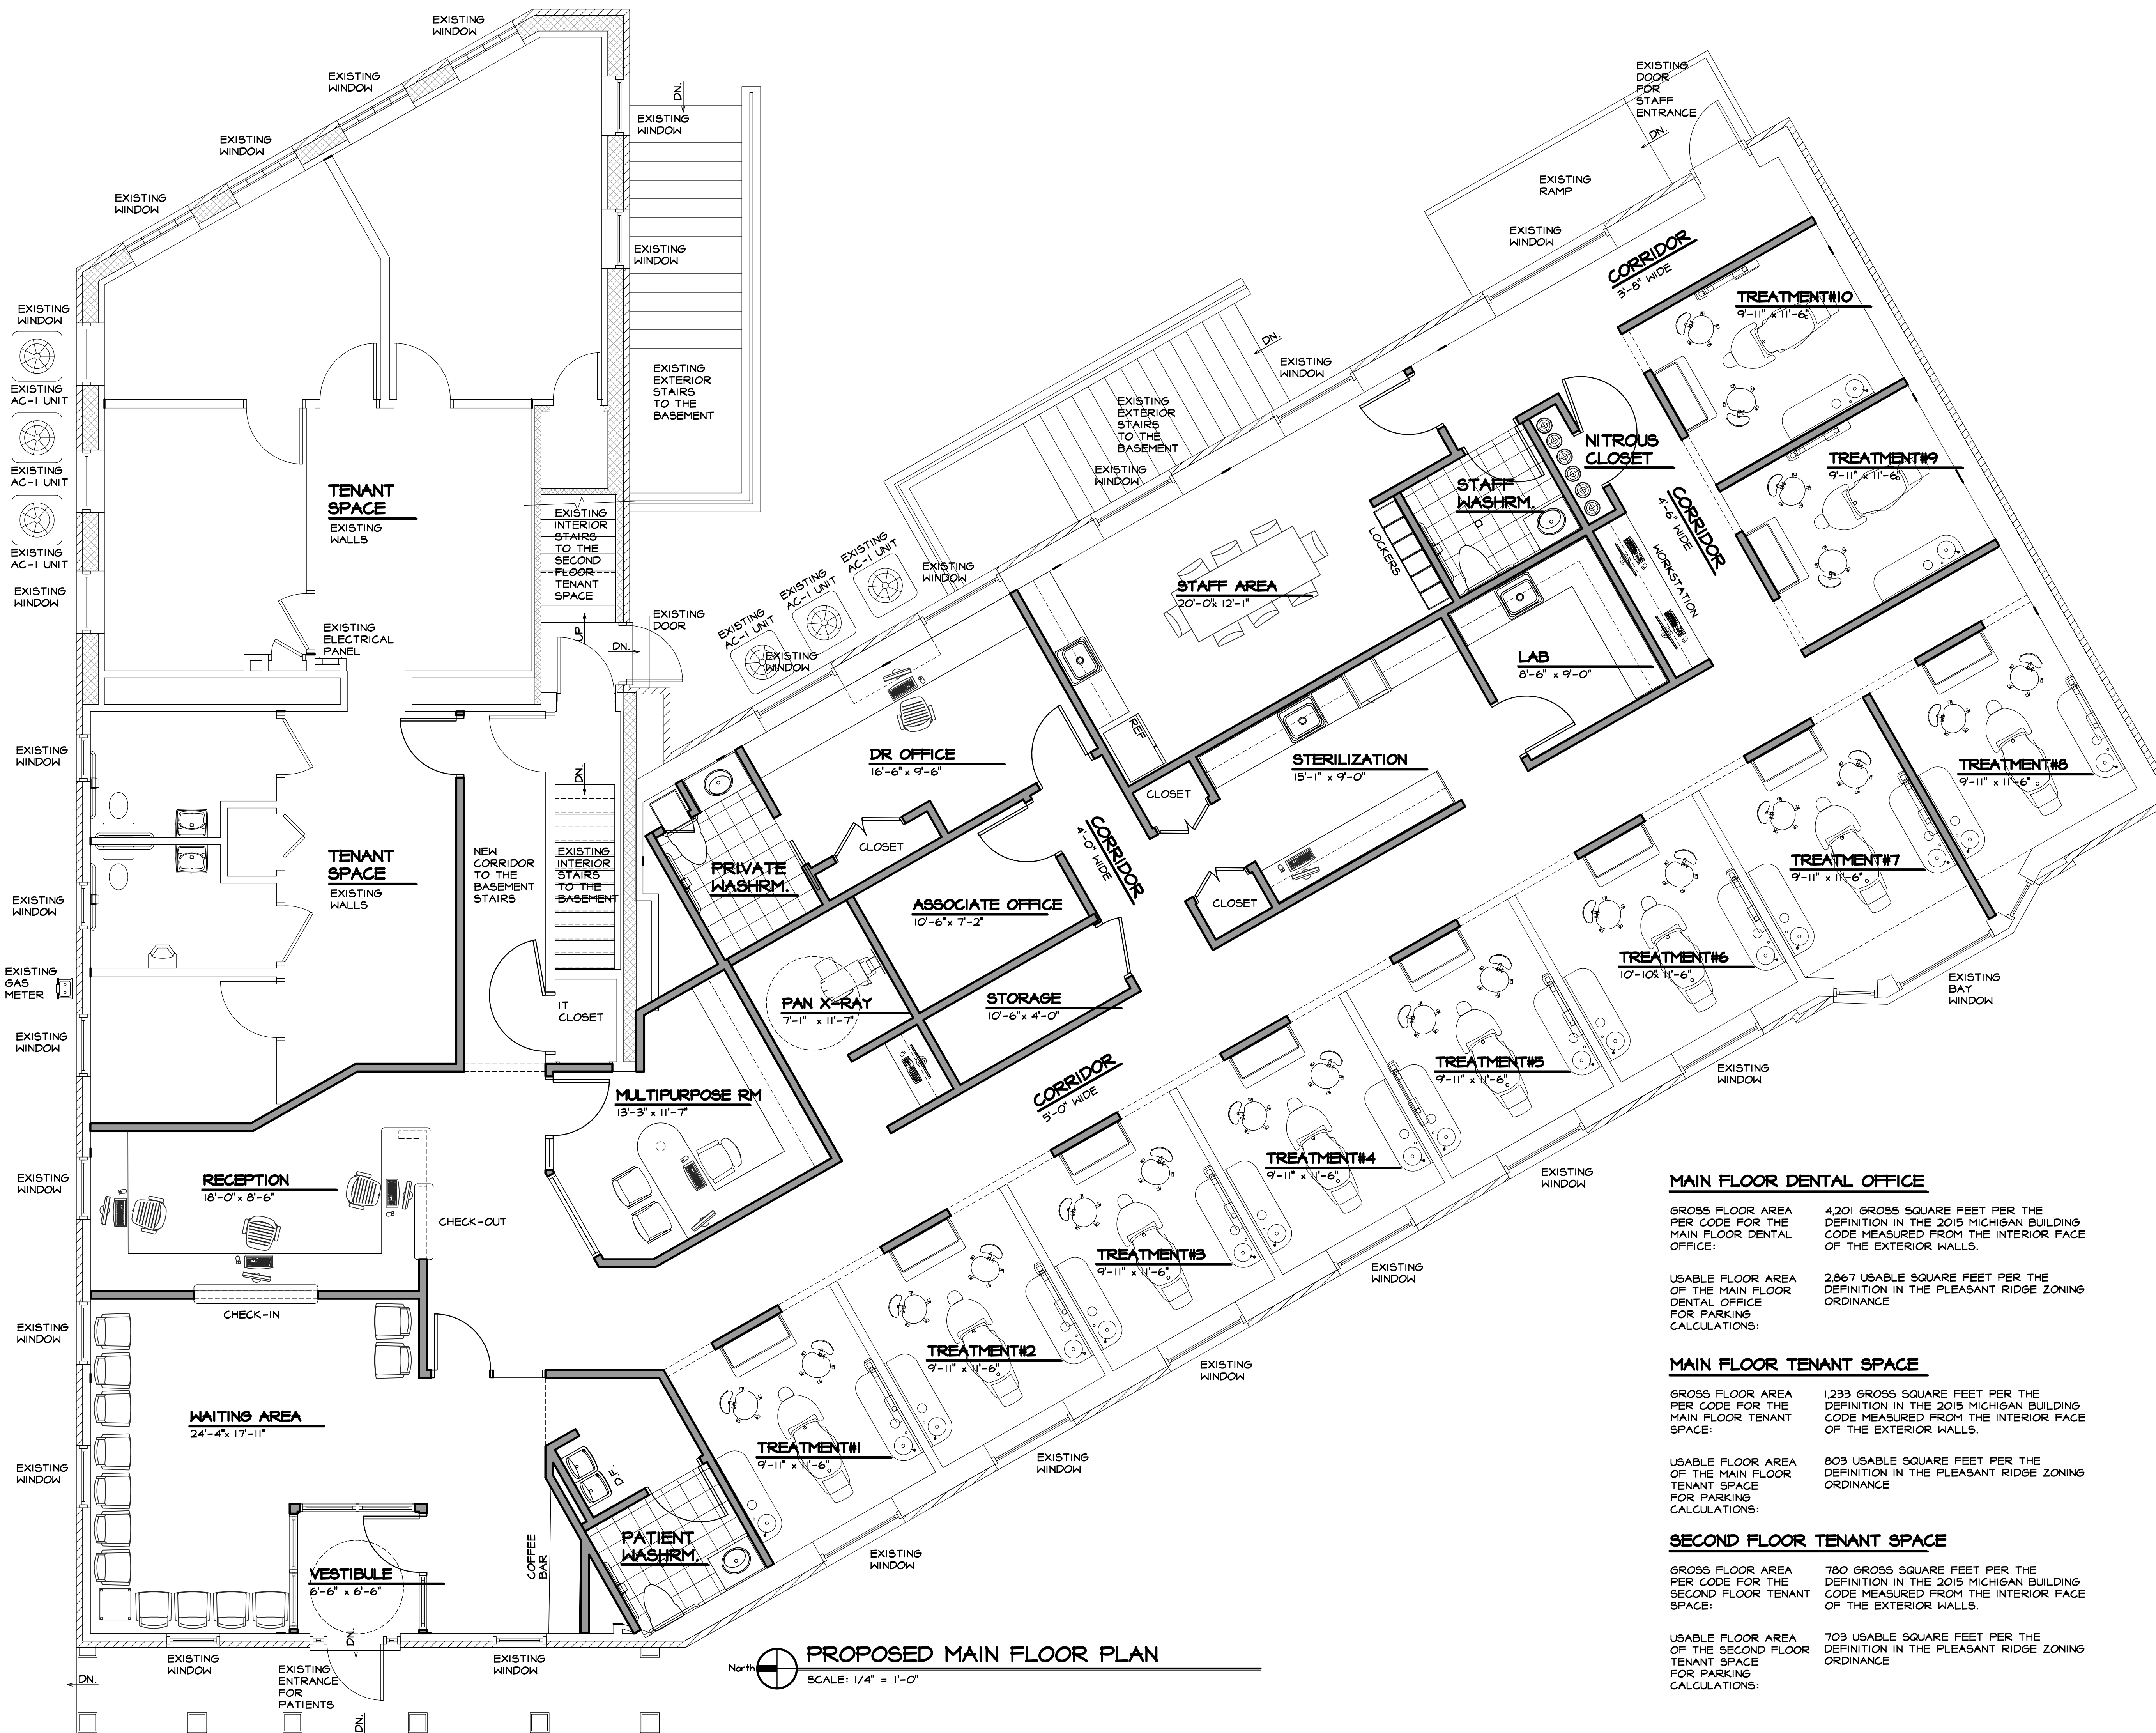 EXISTING
WINDOW
EXISTING
WINDOW
EXISTING
WINDOW
EXISTING
WINDOW
DN.
EXISTING
WINDOW
EXISTING
WINDOW
EXISTING
WINDOW
EXISTING
AC-1 UNIT
EXISTING
AC-1 UNIT
EXISTING
AC-1 UNIT
EXISTING
WINDOW
EXISTING
EXTERIOR
STAIRS
TO THE
BASEMENT
TENANT
SPACE
EXISTING
WALLS
EXISTING
INTERIOR
STAIRS
TO THE
SECOND
FLOOR
TENANT
SPACE
UP
EXISTING
ELECTRICAL
PANEL
EXISTING
DOOR
DN.
EXISTING
DOOR
FOR
STAFF
ENTRANCE
DN.
EXISTING
RAMP
EXISTING
WINDOW
CORRIDOR
3'-8" WIDE
TREATMENT#10
9'-11" x 11'-6"
DN.
EXISTING
WINDOW
EXISTING
EXTERIOR
STAIRS
TO THE
BASEMENT
EXISTING
WINDOW
NITROUS
CLOSET
TREATMENT#9
9'-11" x 11'-6"
STAFF
WASHRM.
CORRIDOR
4'-6" WIDE
WORKSTATION
LOCKERS
EXISTING
AC-1 UNIT
EXISTING
AC-1 UNIT
EXISTING
AC-1 UNIT
EXISTING
WINDOW
EXISTING
WINDOW
STAFF AREA
20'-0"x 12'-1"
LAB
8'-6" x 9'-0"
REF
DR OFFICE
16'-6" x 9'-6"
STERILIZATION
15'-1" x 9'-0"
TREATMENT#8
9'-11" x 11'-6"
CLOSET
EXISTING
WINDOW
DN.
NEW
CORRIDOR
TO THE
BASEMENT
STAIRS
EXISTING
INTERIOR
STAIRS
TO THE
BASEMENT
TENANT
SPACE
EXISTING
WALLS
PRIVATE
WASHRM.
CLOSET
CORRIDOR
4'-0" WIDE
TREATMENT#7
9'-11" x 11'-6"
EXISTING
WINDOW
ASSOCIATE OFFICE
10'-6"x 7'-2"
CLOSET
TREATMENT#6
10'-10"x 11'-6"
EXISTING
GAS
METER
EXISTING
WINDOW
IT
CLOSET
PAN X-RAY
7'-1" x 11'-7"
STORAGE
10'-6"x 4'-0"
EXISTING
BAY
WINDOW
TREATMENT#5
9'-11" x 11'-6"
EXISTING
WINDOW
MULTIPURPOSE RM
13'-3" x 11'-7"
CORRIDOR
5'-0" WIDE
TREATMENT#4
9'-11" x 11'-6"
EXISTING
WINDOW
EXISTING
WINDOW
RECEPTION
18'-0"x 8'-6"
CHECK-OUT
TREATMENT#3
9'-11" x 11'-6"
EXISTING
WINDOW
CHECK-IN
EXISTING
WINDOW
TREATMENT#2
9'-11" x 11'-6"
EXISTING
WINDOW
WAITING AREA
24'-4"x 17'-11"
TREATMENT#1
9'-11" x 11'-6"
EXISTING
WINDOW
EXISTING
WINDOW
D.F.
COFFEE
BAR
PATIENT
WASHRM.
EXISTING
WINDOW
VESTIBULE
6'-6" x 6'-6"
DN.
EXISTING
WINDOW
EXISTING
WINDOW
EXISTING
ENTRANCE
FOR
PATIENTS
DN.
DN.
North
PROPOSED MAIN FLOOR PLAN
SCALE: 1/4" = 1'-0"
MAIN FLOOR DENTAL OFFICE
GROSS FLOOR AREA
PER CODE FOR THE
MAIN FLOOR DENTAL
OFFICE:
4,201 GROSS SQUARE FEET PER THE
DEFINITION IN THE 2015 MICHIGAN BUILDING
CODE MEASURED FROM THE INTERIOR FACE
OF THE EXTERIOR WALLS.
USABLE FLOOR AREA
OF THE MAIN FLOOR
DENTAL OFFICE
FOR PARKING
CALCULATIONS:
2,867 USABLE SQUARE FEET PER THE
DEFINITION IN THE PLEASANT RIDGE ZONING
ORDINANCE
MAIN FLOOR TENANT SPACE
GROSS FLOOR AREA
PER CODE FOR THE
MAIN FLOOR TENANT
SPACE:
1,233 GROSS SQUARE FEET PER THE
DEFINITION IN THE 2015 MICHIGAN BUILDING
CODE MEASURED FROM THE INTERIOR FACE
OF THE EXTERIOR WALLS.
USABLE FLOOR AREA
OF THE MAIN FLOOR
TENANT SPACE
FOR PARKING
CALCULATIONS:
803 USABLE SQUARE FEET PER THE
DEFINITION IN THE PLEASANT RIDGE ZONING
ORDINANCE
SECOND FLOOR TENANT SPACE
GROSS FLOOR AREA
PER CODE FOR THE
SECOND FLOOR TENANT
SPACE:
780 GROSS SQUARE FEET PER THE
DEFINITION IN THE 2015 MICHIGAN BUILDING
CODE MEASURED FROM THE INTERIOR FACE
OF THE EXTERIOR WALLS.
USABLE FLOOR AREA
OF THE SECOND FLOOR
TENANT SPACE
FOR PARKING
CALCULATIONS:
703 USABLE SQUARE FEET PER THE
DEFINITION IN THE PLEASANT RIDGE ZONING
ORDINANCE